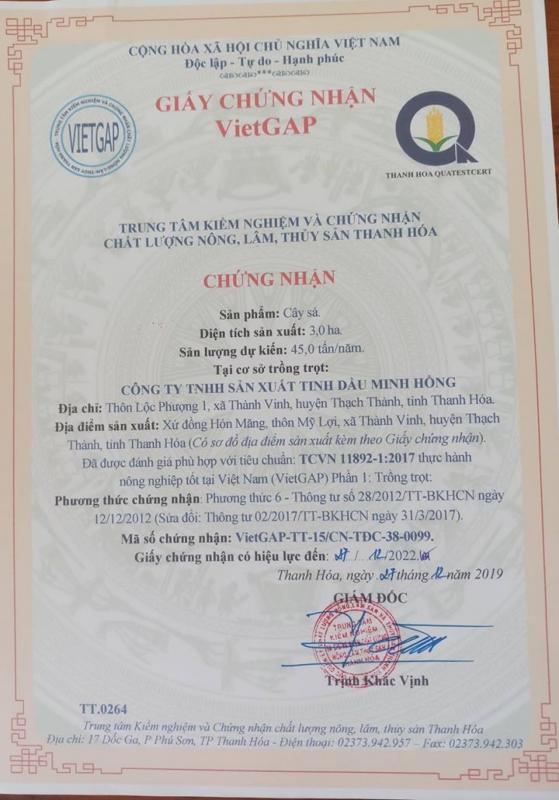 CỘNG HÒA XÃ HỘI CHỦ NGHĨA VIỆT NAM
Độc lập - Tự do - Hạnh phúc
GIẤY CHỨNG NHẬN
VietGAP
VIETGAP
THANH HOA QUATESTCERT
TRUNG TÂM KIỂM NGHIỆM VÀ CHỨNG NHẬN
CHẤT LƯỢNG NÔNG, LÂM, THỦY SẢN THANH HÓA
CHỨNG NHẬN
Sản phẩm: Cây sả.
Diện tích sản xuất: 3,0 ha.
Sản lượng dự kiến: 45,0 tấn/năm.
Tại cơ sở trồng trọt:
CÔNG TY TNHH SẢN XUẤT TINH DẦU MINH HỒNG
Địa chỉ: Thôn Lộc Phượng 1, xã Thành Vinh, huyện Thạch Thành, tỉnh Thanh Hóa.
Địa điểm sản xuất: Xứ đồng Hón Măng, thôn Mỹ Lợi, xã Thành Vinh, huyện Thạch
Thành, tỉnh Thanh Hóa (Có sơ đồ địa điểm sản xuất kèm theo Giấy chứng nhận).
Đã được đánh giá phù hợp với tiêu chuẩn: TCVN 11892-1:2017 thực hành
nông nghiệp tốt tại Việt Nam (VietGAP) Phần 1: Trồng trọt:
Phương thức chứng nhận: Phương thức 6 - Thông tư số 28/2012/TT-BKHCN ngày
12/12/2012 (Sửa đổi: Thông tư 02/2017/TT-BKHCN ngày 31/3/2017).
Mã số chứng nhận: VietGAP-TT-15/CN-TĐC-38-0099.
Giấy chứng nhận có hiệu lực đến: 27/ 12/2022.
Thanh Hóa, ngày 27 tháng 12 năm 2019
GIÁM ĐỐC
TRUNG TÂM
KIỂM NGHIỆM
THANH HÓA
Trịnh Khắc Vịnh
TT.0264
Trung tâm Kiểm nghiệm và Chứng nhận chất lượng nông, lâm, thủy sản Thanh Hóa
Địa chỉ: 17 Dốc Ga, P Phú Sơn, TP Thanh Hóa - Điện thoại: 02373.942.957 – Fax: 02373.942.303